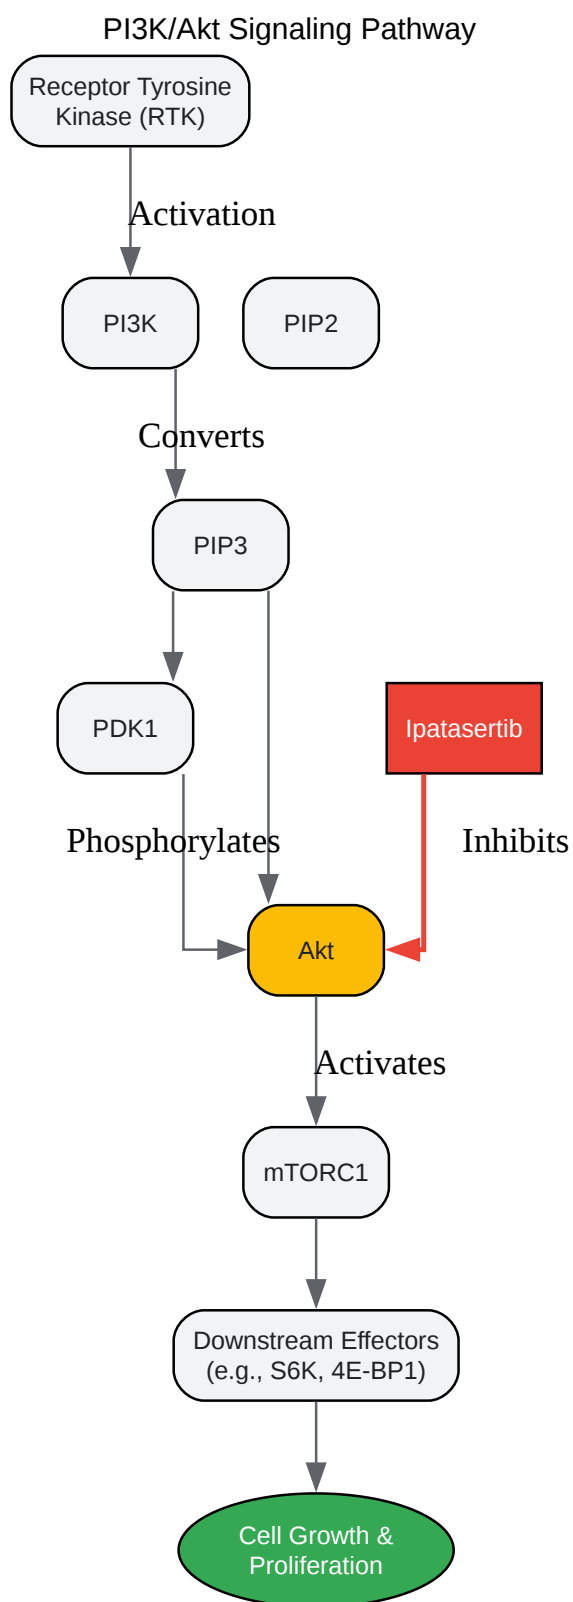 PI3K/Akt Signaling Pathway
Receptor Tyrosine
Kinase (RTK)
Activation
PI3K
PIP2
Converts
PIP3
PDK1
Ipatasertib
Phosphorylates
Inhibits
Akt
Activates
mTORC1
Downstream Effectors
(e.g., S6K, 4E-BP1)
Cell Growth &
Proliferation